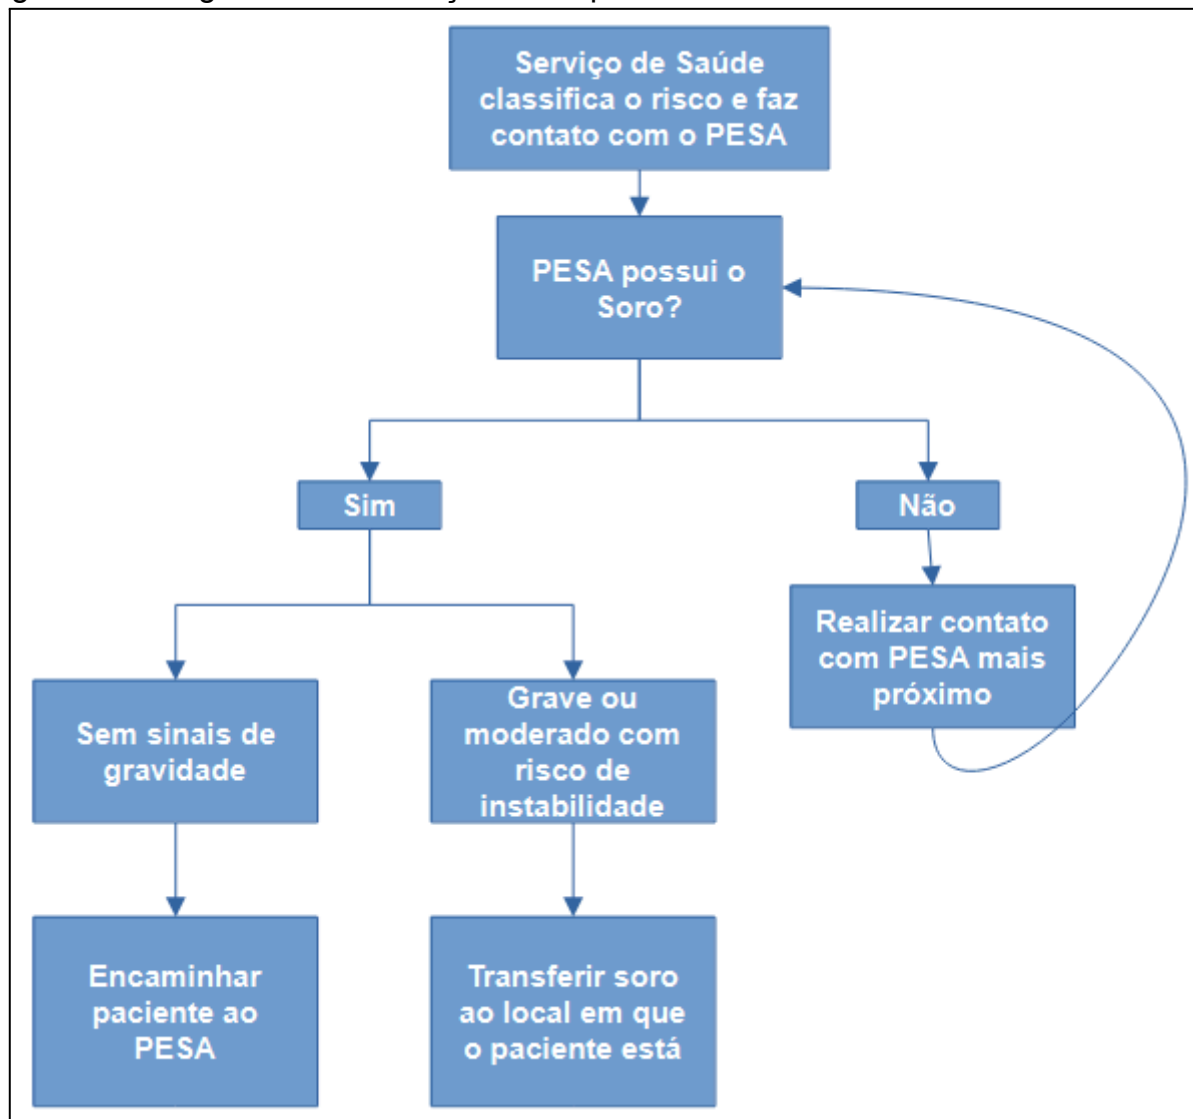 Serviço de Saúde
classifica o risco e faz
contato com o PESA
PESA possui o
Soro?
Sim
Não
Realizar contato
com PESA mais
próximo
Sem sinais de
gravidade
Grave ou
moderado com
risco de
instabilidade
Encaminhar
paciente ao
PESA
Transferir soro
ao local em que
o paciente está